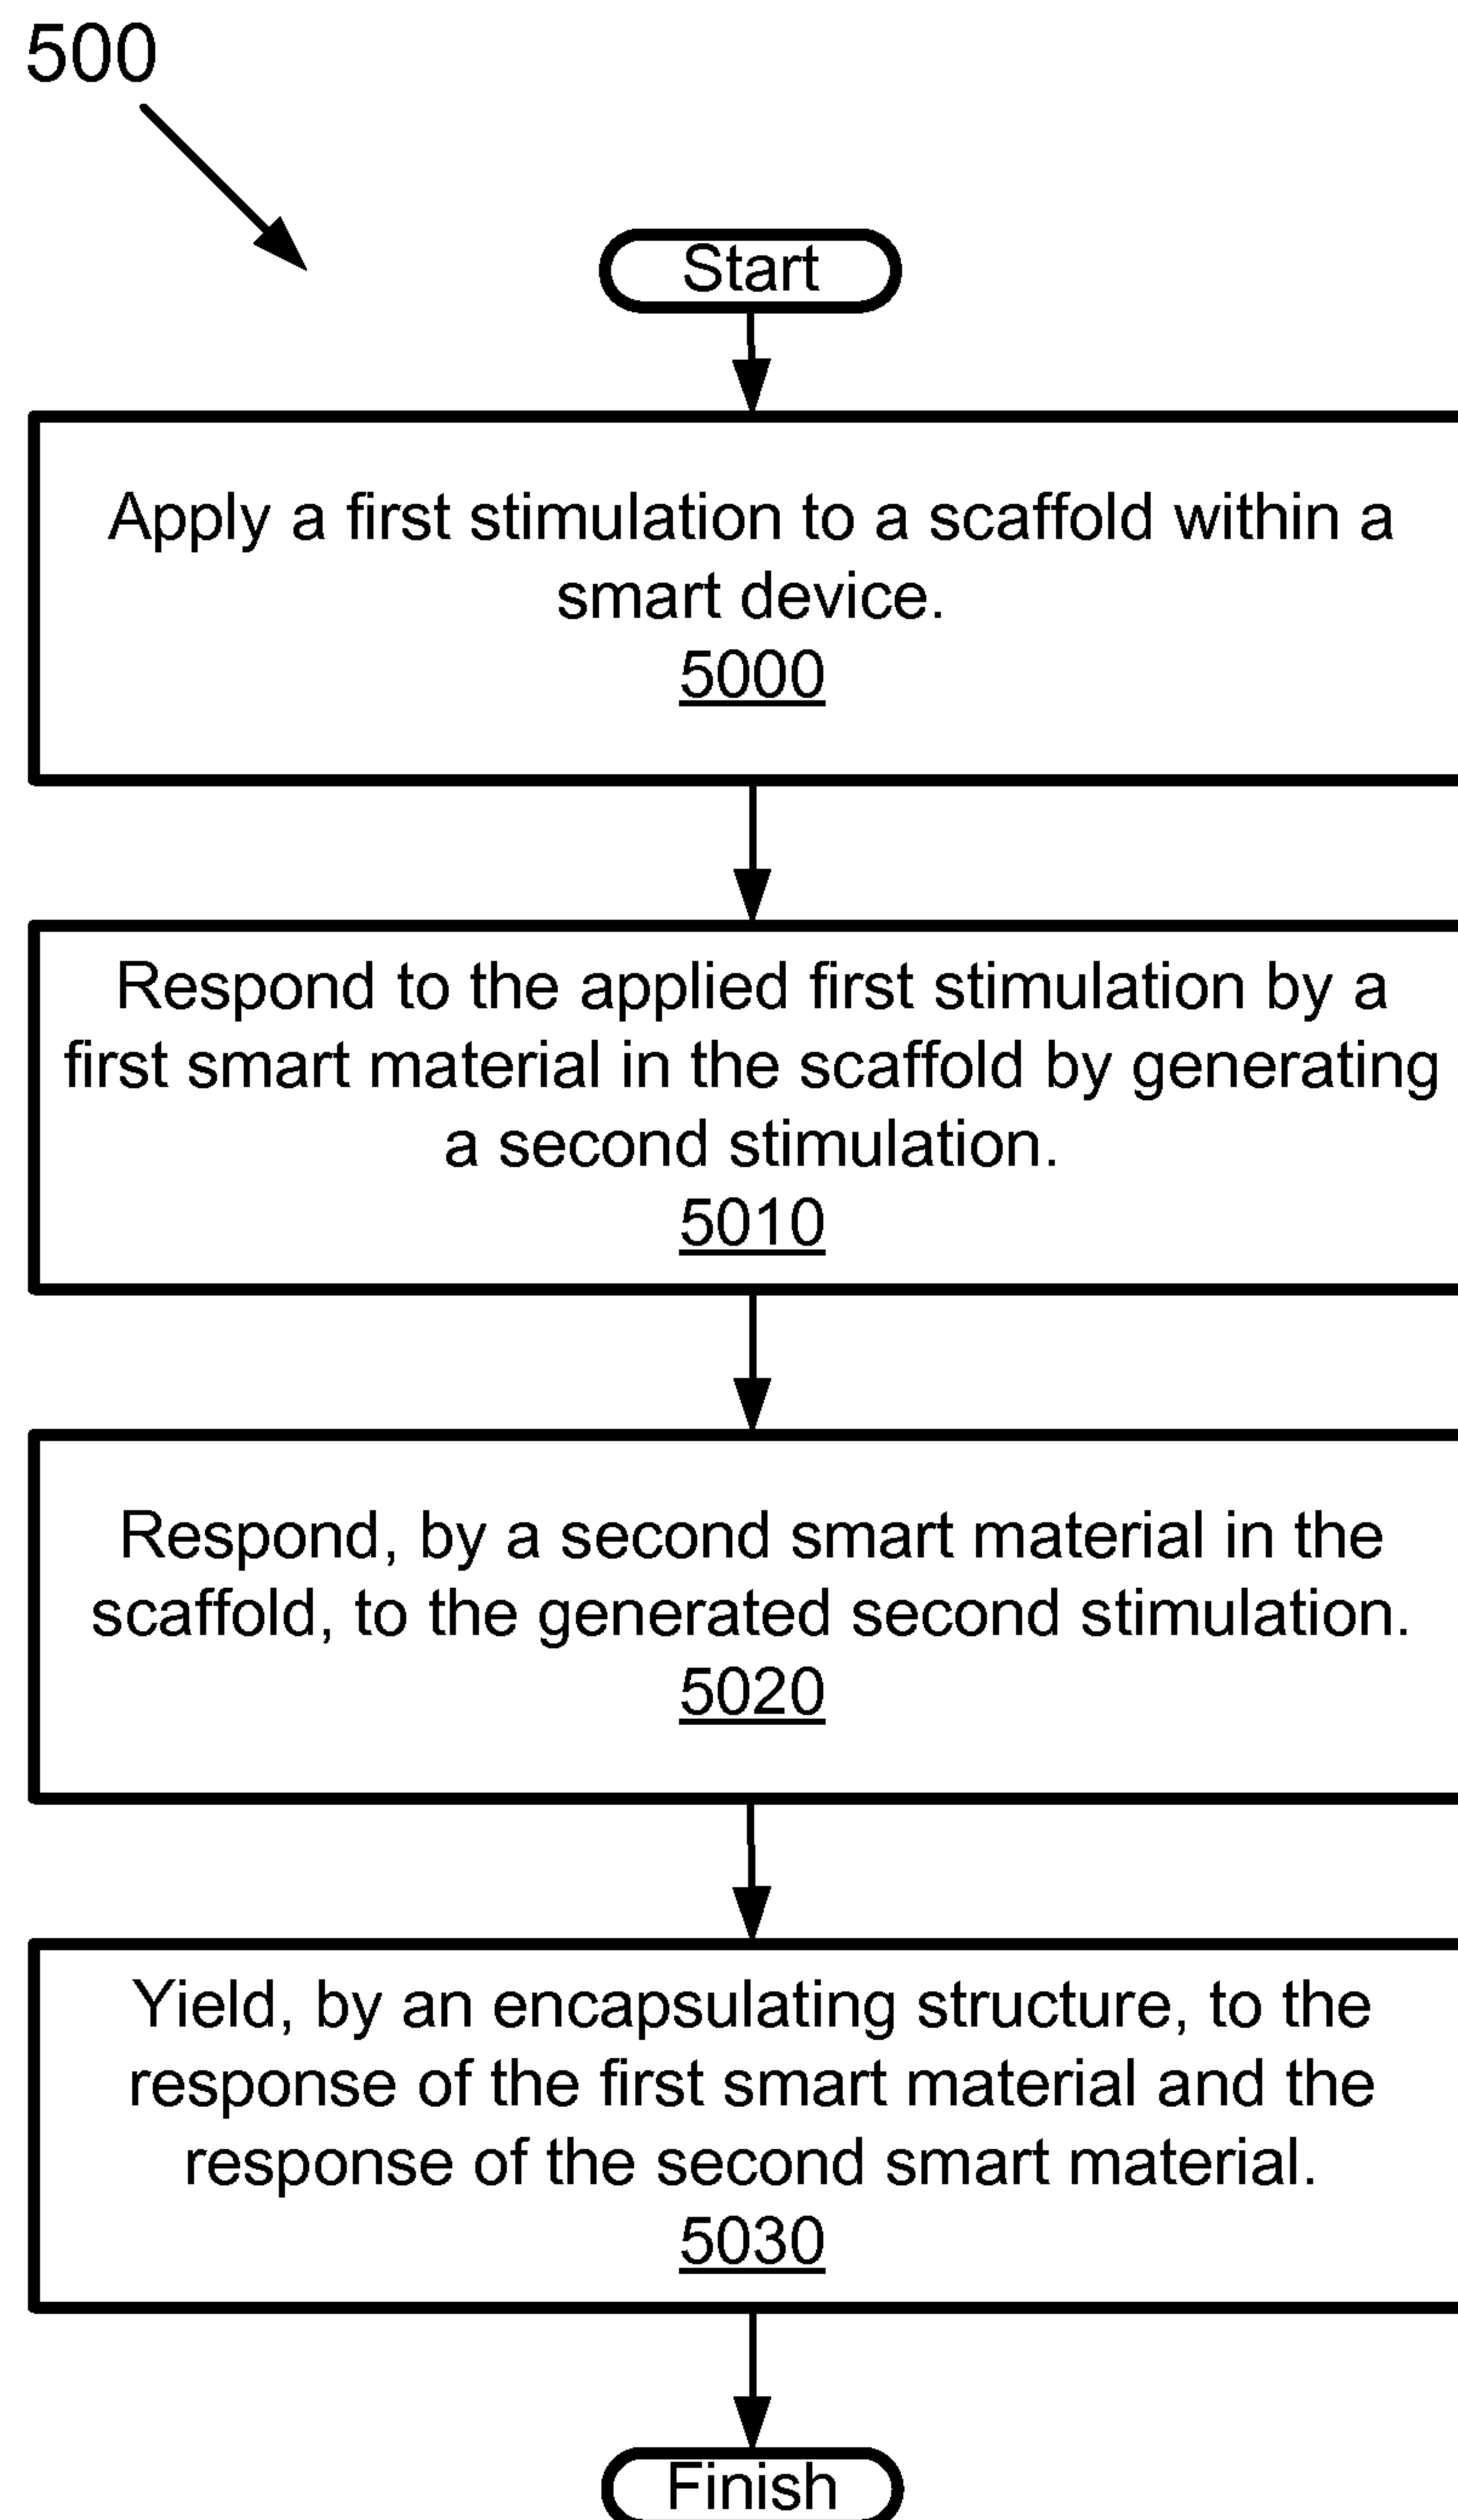 500
Start
Apply a first stimulation to a scaffold within a
smart device.
5000
Respond to the applied first stimulation by a
first smart material in the scaffold by generating
a second stimulation.
5010
Respond, by a second smart material in the
scaffold, to the generated second stimulation.
5020
Yield, by an encapsulating structure, to the
response of the first smart material and the
response of the second smart material.
5030
Finish